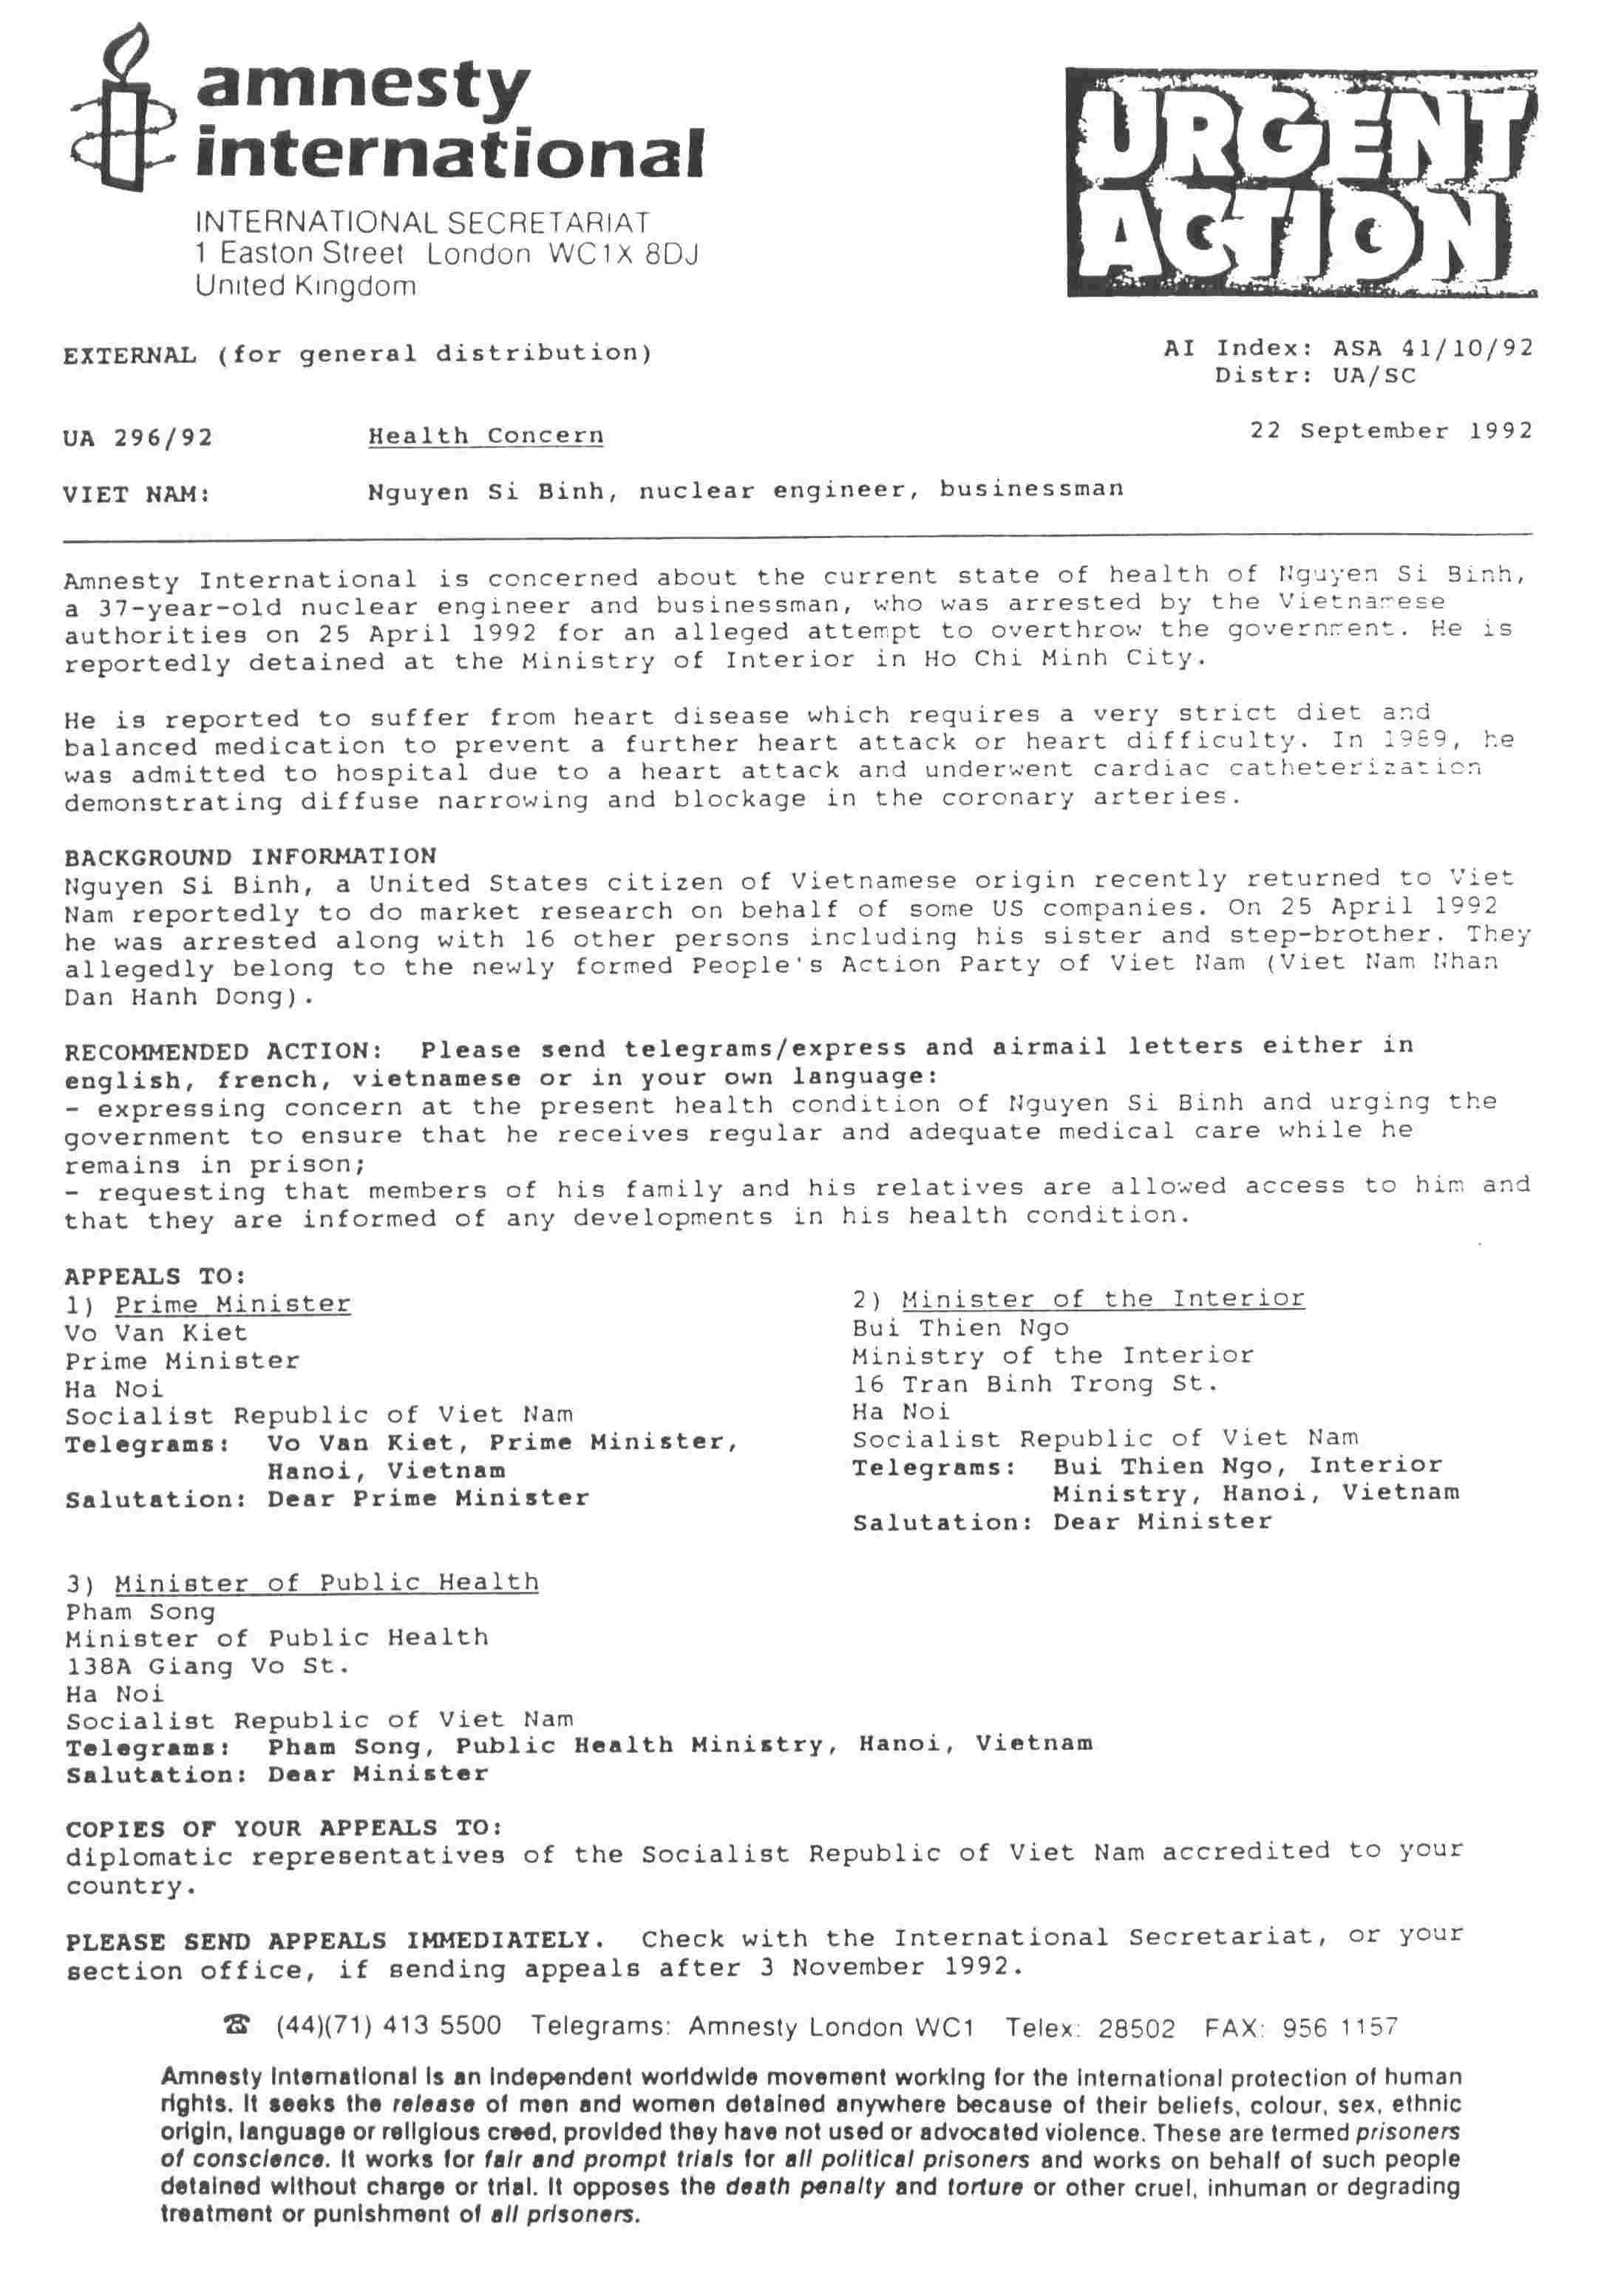 amnesty
international
INTERNATIONAL SECRETARIAT
1 Easton Street London WC1X 8DJ
United Kingdom
URGENT
ACTION
EXTERNAL (for general distribution)
AI Index: ASA 41/10/92
Distr: UA/SC
UA 296/92 Health Concern 22 September 1992
VIET NAM: Nguyen Si Binh, nuclear engineer, businessman
Amnesty International is concerned about the current state of health of Nguyen Si Binh,
a 37-year-old nuclear engineer and businessman, who was arrested by the Vietnamese
authorities on 25 April 1992 for an alleged attempt to overthrow the government. He is
reportedly detained at the Ministry of Interior in Ho Chi Minh City.
He is reported to suffer from heart disease which requires a very strict diet and
balanced medication to prevent a further heart attack or heart difficulty. In 1989, he
was admitted to hospital due to a heart attack and underwent cardiac catheterization
demonstrating diffuse narrowing and blockage in the coronary arteries.
BACKGROUND INFORMATION
Nguyen Si Binh, a United States citizen of Vietnamese origin recently returned to Viet
Nam reportedly to do market research on behalf of some US companies. On 25 April 1992
he was arrested along with 16 other persons including his sister and step-brother. They
allegedly belong to the newly formed People's Action Party of Viet Nam (Viet Nam Nhan
Dan Hanh Dong).
RECOMMENDED ACTION: Please send telegrams/express and airmail letters either in
english, french, vietnamese or in your own language:
- expressing concern at the present health condition of Nguyen Si Binh and urging the
government to ensure that he receives regular and adequate medical care while he
remains in prison;
- requesting that members of his family and his relatives are allowed access to him and
that they are informed of any developments in his health condition.
APPEALS TO:
1) Prime Minister
Vo Van Kiet
Prime Minister
Ha Noi
Socialist Republic of Viet Nam
Telegrams: Vo Van Kiet, Prime Minister,
Hanoi, Vietnam
Salutation: Dear Prime Minister
2) Minister of the Interior
Bui Thien Ngo
Ministry of the Interior
16 Tran Binh Trong St.
Ha Noi
Socialist Republic of Viet Nam
Telegrams: Bui Thien Ngo, Interior
Ministry, Hanoi, Vietnam
Salutation: Dear Minister
3) Minister of Public Health
Pham Song
Minister of Public Health
138A Giang Vo St.
Ha Noi
Socialist Republic of Viet Nam
Telegrams: Pham Song, Public Health Ministry, Hanoi, Vietnam
Salutation: Dear Minister
COPIES OF YOUR APPEALS TO:
diplomatic representatives of the Socialist Republic of Viet Nam accredited to your
country.
PLEASE SEND APPEALS IMMEDIATELY. Check with the International Secretariat, or your
section office, if sending appeals after 3 November 1992.
☎ (44)(71) 413 5500 Telegrams: Amnesty London WC1 Telex: 28502 FAX: 956 1157
Amnesty International is an independent worldwide movement working for the international protection of human
rights. It seeks the release of men and women detained anywhere because of their beliefs, colour, sex, ethnic
origin, language or religious creed, provided they have not used or advocated violence. These are termed prisoners
of conscience. It works for fair and prompt trials for all political prisoners and works on behalf of such people
detained without charge or trial. It opposes the death penalty and torture or other cruel, inhuman or degrading
treatment or punishment of all prisoners.